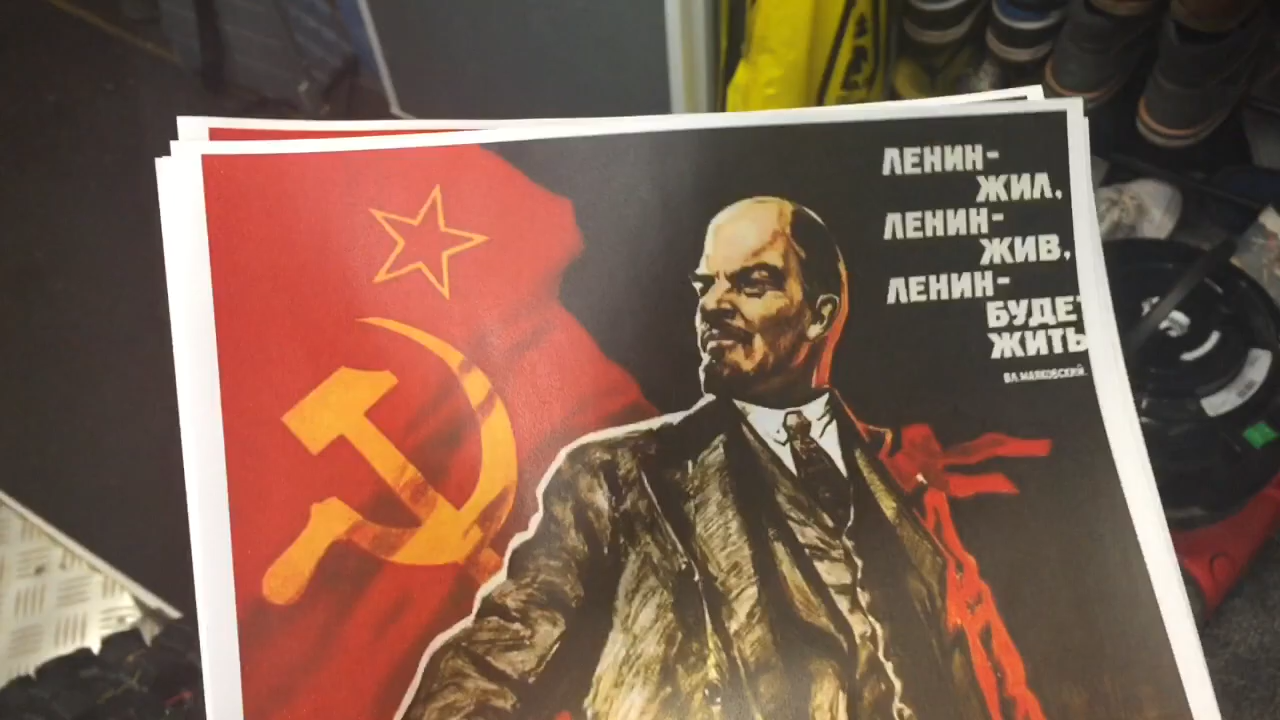 ЛЕНИН-
ЖИЛ,
ЛЕНИН-
ЖИВ,
ЛЕНИН-
БУДЕТ
ЖИТЬ
ВЛ. МАЯКОВСКИЙ.